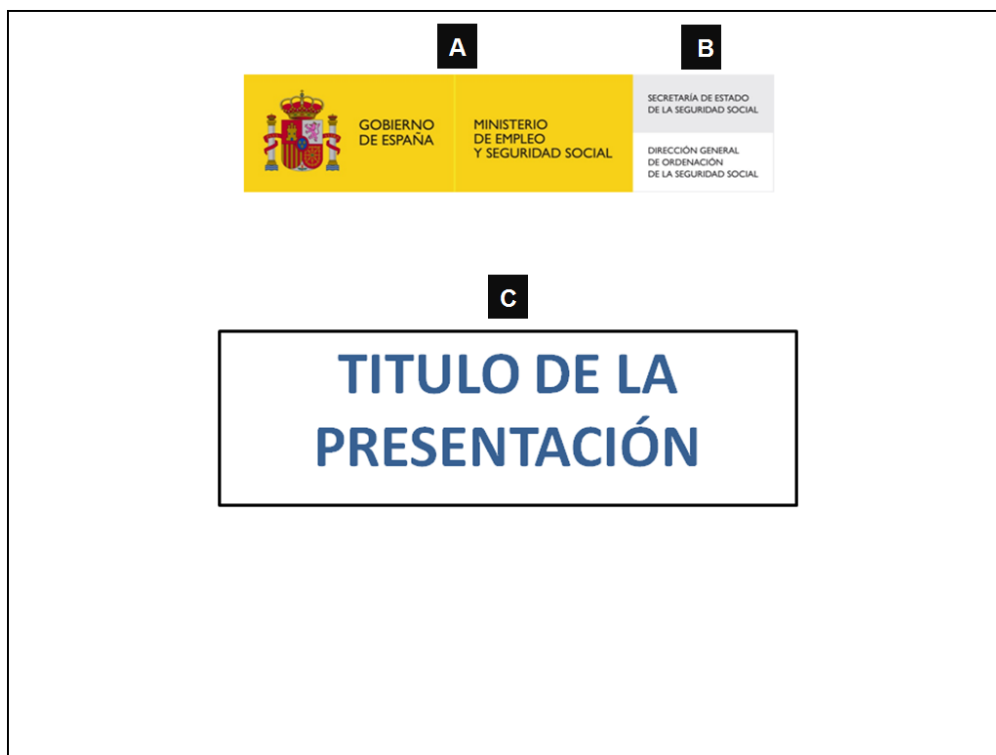 A
B
GOBIERNO
DE ESPAÑA
MINISTERIO
DE EMPLEO
Y SEGURIDAD SOCIAL
SECRETARÍA DE ESTADO
DE LA SEGURIDAD SOCIAL
DIRECCIÓN GENERAL
DE ORDENACIÓN
DE LA SEGURIDAD SOCIAL
C
TITULO DE LA
PRESENTACIÓN